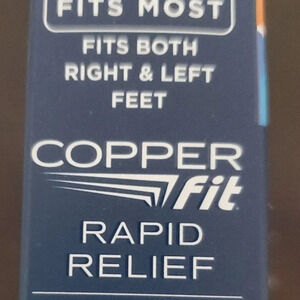 FITS MOST
FITS BOTH
RIGHT & LEFT
FEET
COPPER
fit
RAPID
RELIEF